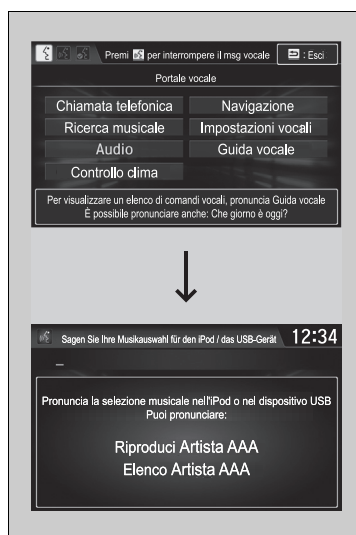 Premi per interrompere il msg vocale : Esci
Portale
vocale
Chiamata telefonica Navigazione
Ricerca musicale Impostazioni vocali
Audio Guida vocale
Controllo clima
Per visualizzare un elenco di comandi vocali, pronuncia Guida vocale
È possibile pronunciare anche: Che giorno è oggi?
Sagen Sie Ihre Musikauswahl für den iPod / das USB-Gerät 12:34
Pronuncia la selezione musicale nell'iPod o nel dispositivo USB
Puoi pronunciare:
Riproduci Artista AAA
Elenco Artista AAA